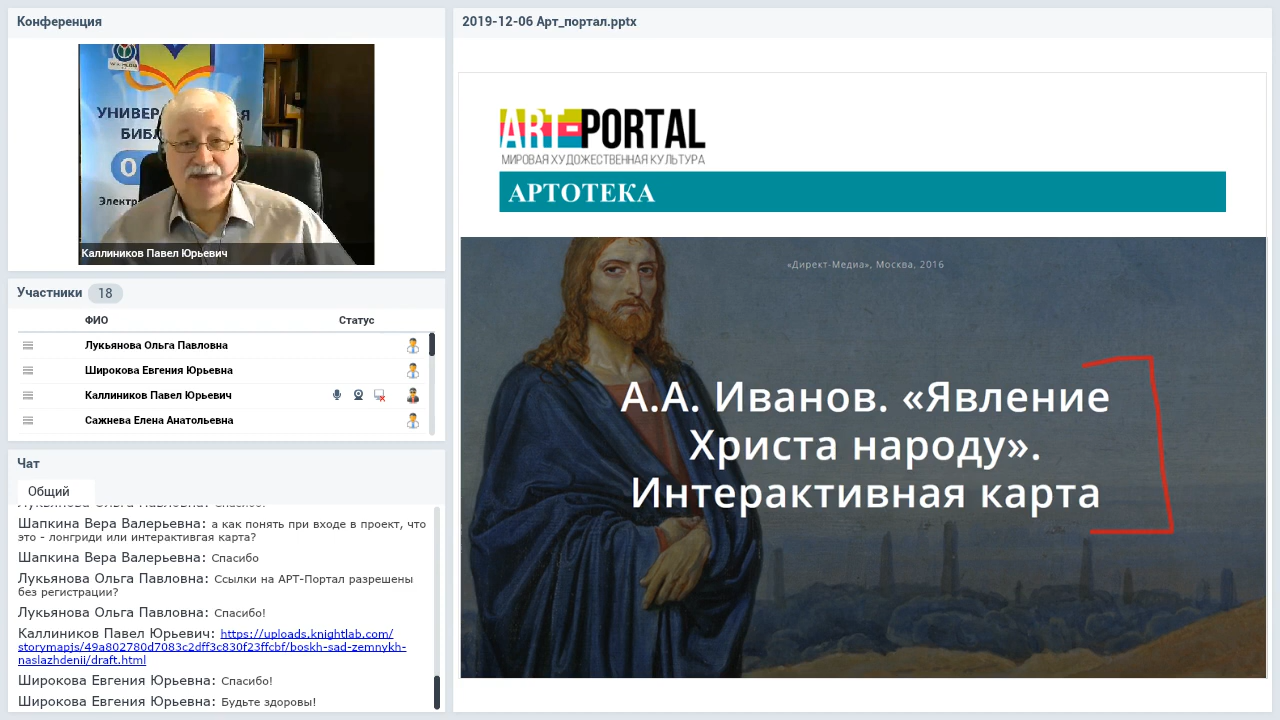 Конференция
УНИВЕР
Я
БИБЛ
О
Электр
Каллиников Павел Юрьевич
Участники 18
ФИО Статус
Лукьянова Ольга Павловна
Широкова Евгения Юрьевна
Каллиников Павел Юрьевич
Сажнева Елена Анатольевна
Чат
Общий
Лукьянова Ольга Павловна: Спасибо!
Шапкина Вера Валерьевна: а как понять при входе в проект, что
это - лонгриди или интерактивгая карта?
Шапкина Вера Валерьевна: Спасибо
Лукьянова Ольга Павловна: Ссылки на АРТ-Портал разрешены
без регистрации?
Лукьянова Ольга Павловна: Спасибо!
Каллиников Павел Юрьевич: https://uploads.knightlab.com/
storymapjs/49a802780d7083c2dff3c830f23ffcbf/boskh-sad-zemnykh-
naslazhdenii/draft.html
Широкова Евгения Юрьевна: Спасибо!
Широкова Евгения Юрьевна: Будьте здоровы!
2019-12-06 Арт_портал.pptx
ART-PORTAL
МИРОВАЯ ХУДОЖЕСТВЕННАЯ КУЛЬТУРА
АРТОТЕКА
«Директ-Медиа», Москва, 2016
А.А. Иванов. «Явление
Христа народу».
Интерактивная карта